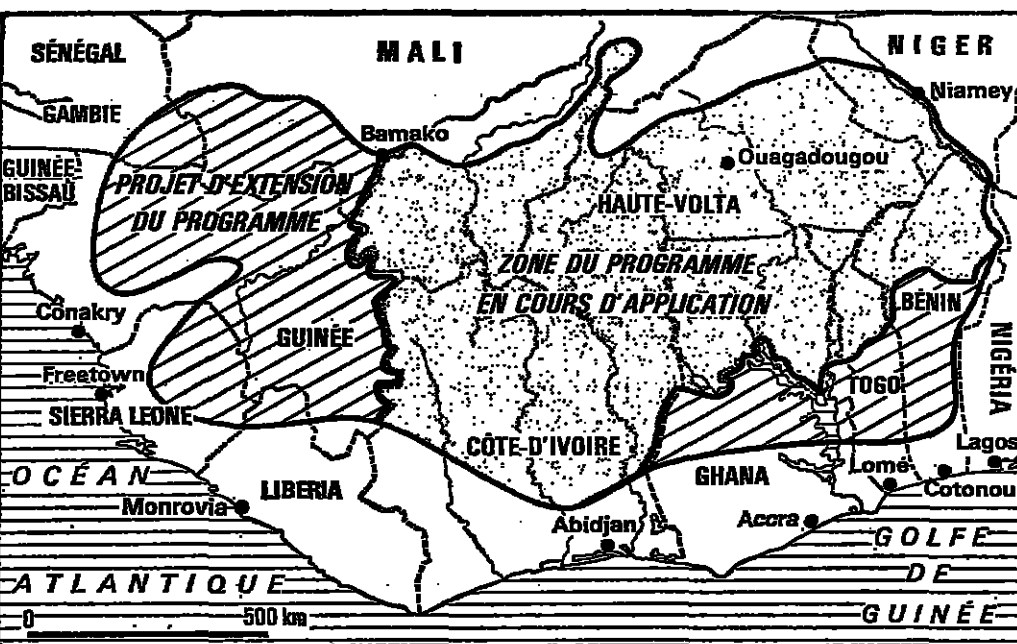 SÉNÉGAL
MALI
NIGER
GAMBIE
Niamey
Bamako
GUINÉE-
BISSAU
Ouagadougou
PROJET D'EXTENSION
DU PROGRAMME
HAUTE-VOLTA
ZONE DU PROGRAMME
EN COURS D'APPLICATION
BÉNIN
Cônakry
GUINÉE
NIGÉRIA
Freetown
TOGO
SIERRA LEONE
CÔTE-D'IVOIRE
Lagos
OCÉAN
LIBERIA
GHANA
Lomé
Cotonou
Monrovia
Abidjan
Accra
GOLFE
ATLANTIQUE
DE
0 500 km
GUINÉE